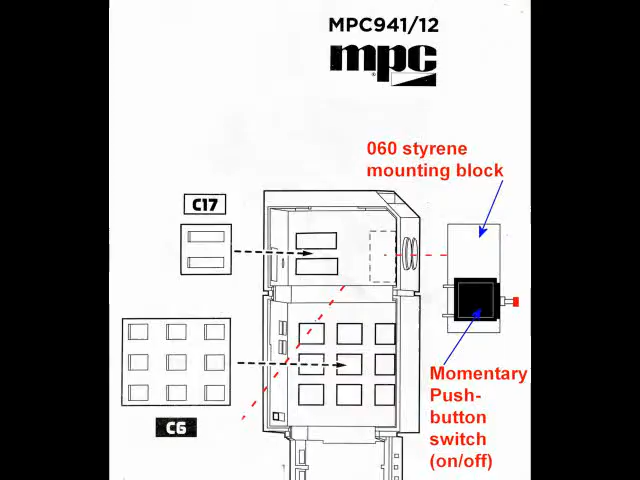 MPC941/12
mpc
060 styrene
mounting block
C17
C6
Momentary
Push-
button
switch
(on/off)